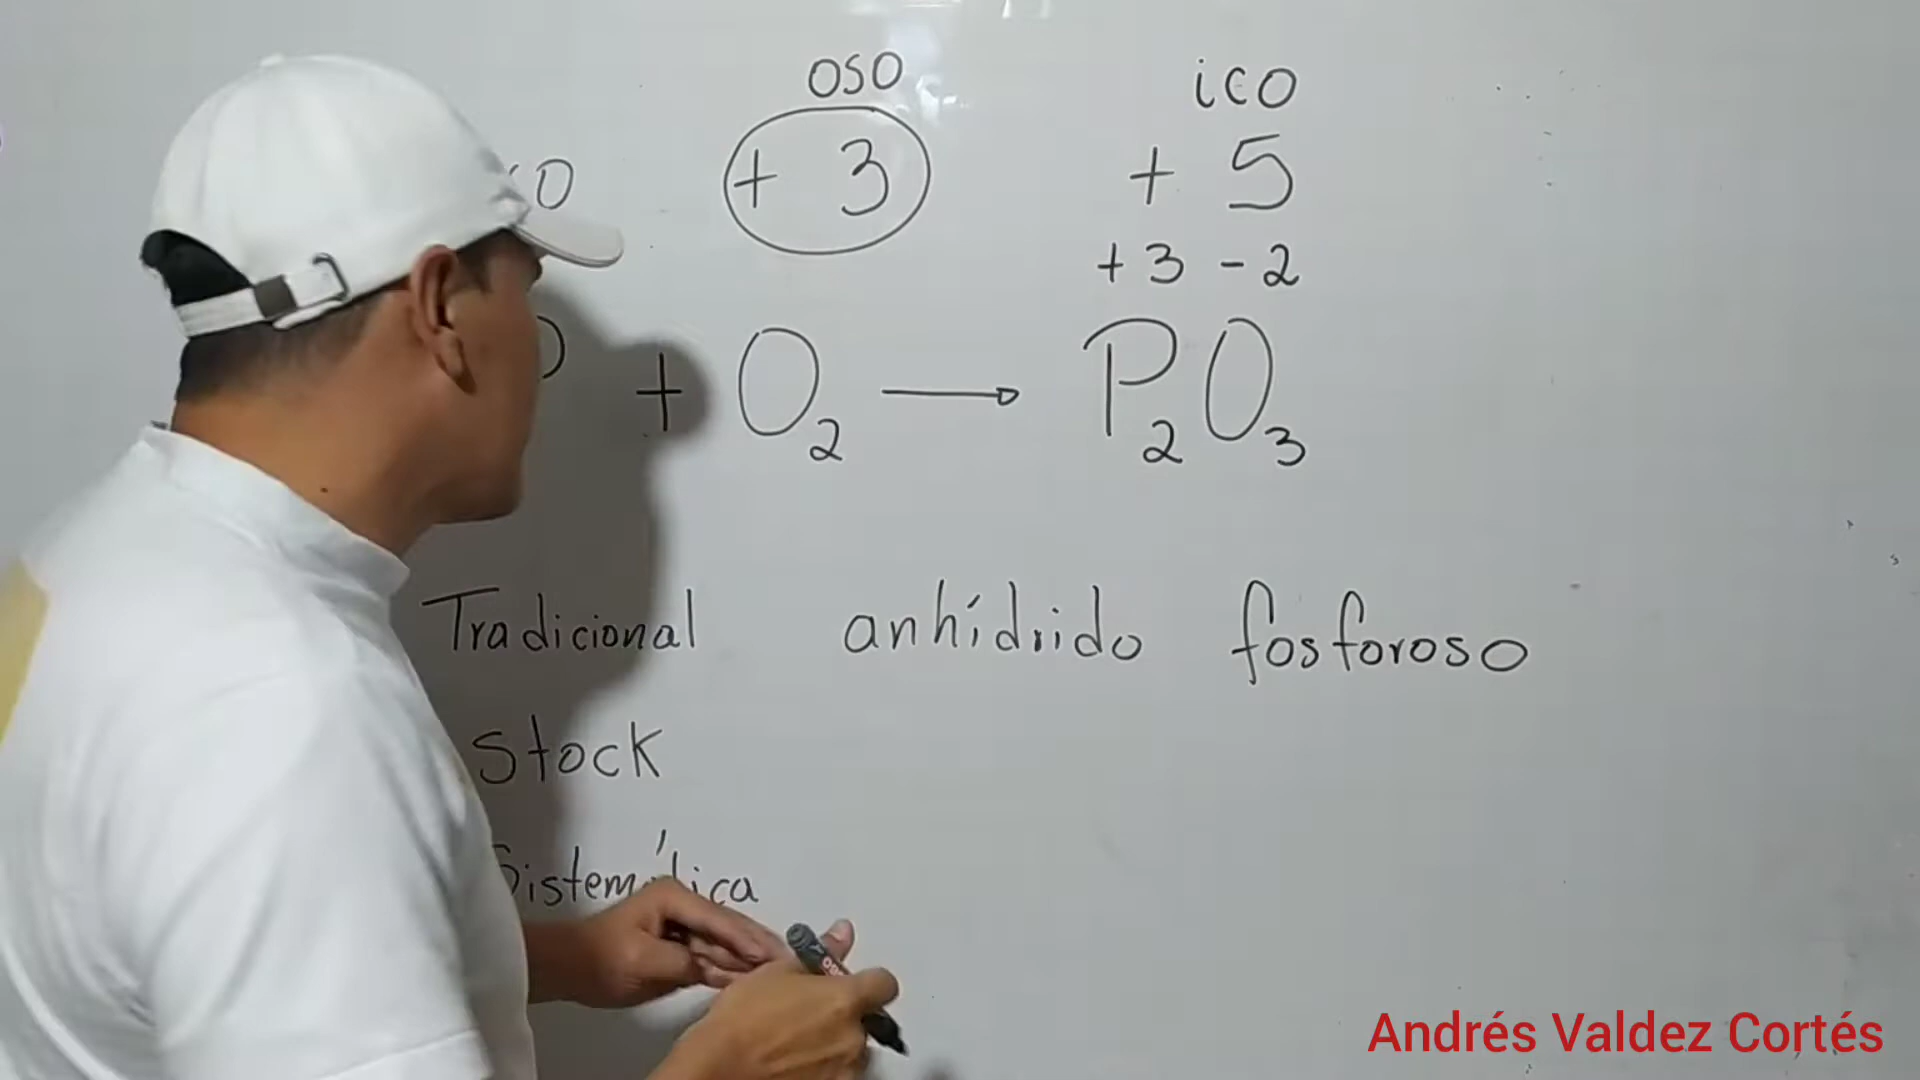 oso ico
+ 3 + 5
+3 -2
+ O2 → P2O3
Tradicional anhídrido fosforoso
Stock
Sistemática
Andrés Valdez Cortés